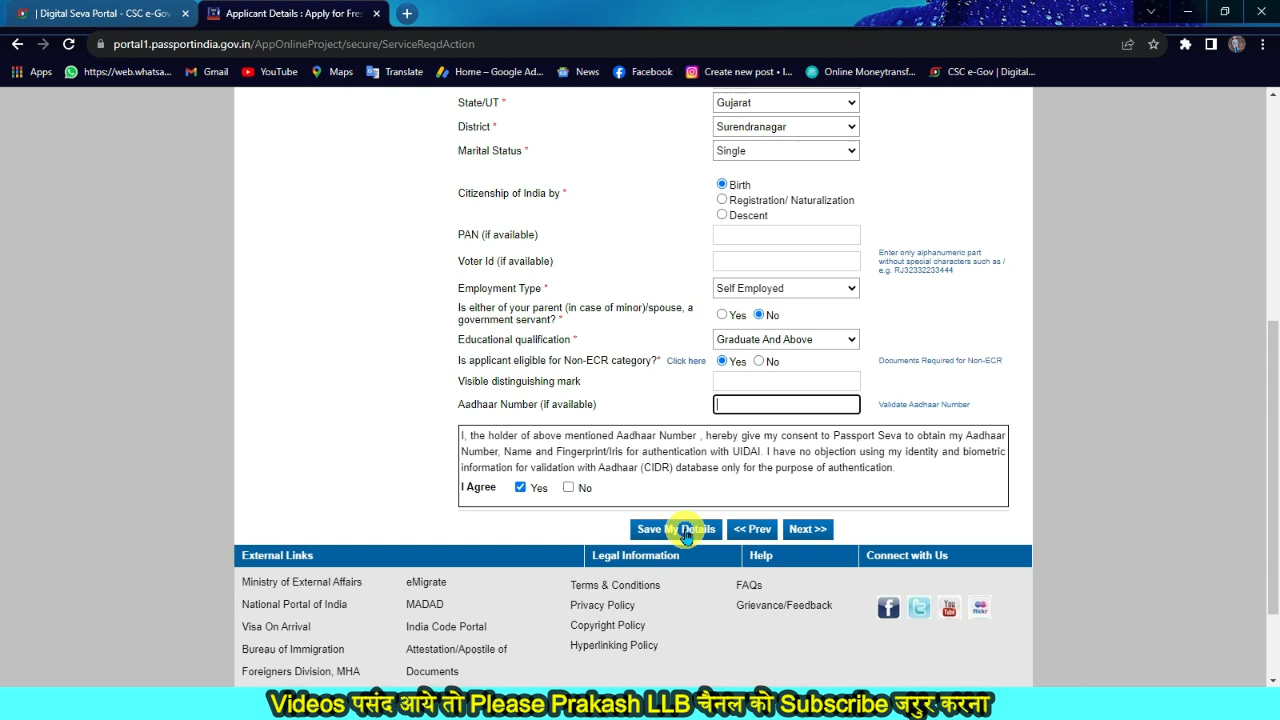 | Digital Seva Portal - CSC e-Gov
Applicant Details : Apply for Fres
portal1.passportindia.gov.in/AppOnlineProject/secure/ServiceReqdAction
Apps
https://web.whatsa...
Gmail
YouTube
Maps
Translate
Home – Google Ad...
News
Facebook
Create new post • I...
Online Moneytransf...
CSC e-Gov | Digital...
State/UT * Gujarat
District * Surendranagar
Marital Status * Single
Citizenship of India by * Birth
Registration/ Naturalization
Descent
PAN (if available)
Voter Id (if available)
Enter only alphanumeric part
without special characters such as /
e.g. RJ32332233444
Employment Type * Self Employed
Is either of your parent (in case of minor)/spouse, a
government servant? * Yes No
Educational qualification * Graduate And Above
Is applicant eligible for Non-ECR category?* Click here Yes No Documents Required for Non-ECR
Visible distinguishing mark
Aadhaar Number (if available) Validate Aadhaar Number
I, the holder of above mentioned Aadhaar Number , hereby give my consent to Passport Seva to obtain my Aadhaar
Number, Name and Fingerprint/Iris for authentication with UIDAI. I have no objection using my identity and biometric
information for validation with Aadhaar (CIDR) database only for the purpose of authentication.
I Agree Yes No
Save My Details << Prev Next >>
External Links Legal Information Help Connect with Us
Ministry of External Affairs eMigrate Terms & Conditions FAQs
National Portal of India MADAD Privacy Policy Grievance/Feedback
Visa On Arrival India Code Portal Copyright Policy
Bureau of Immigration Attestation/Apostile of Hyperlinking Policy
Foreigners Division, MHA Documents
You
Tube
flickr
Videos पसंद आये तो Please Prakash LLB चैनल को Subscribe जरुर करना